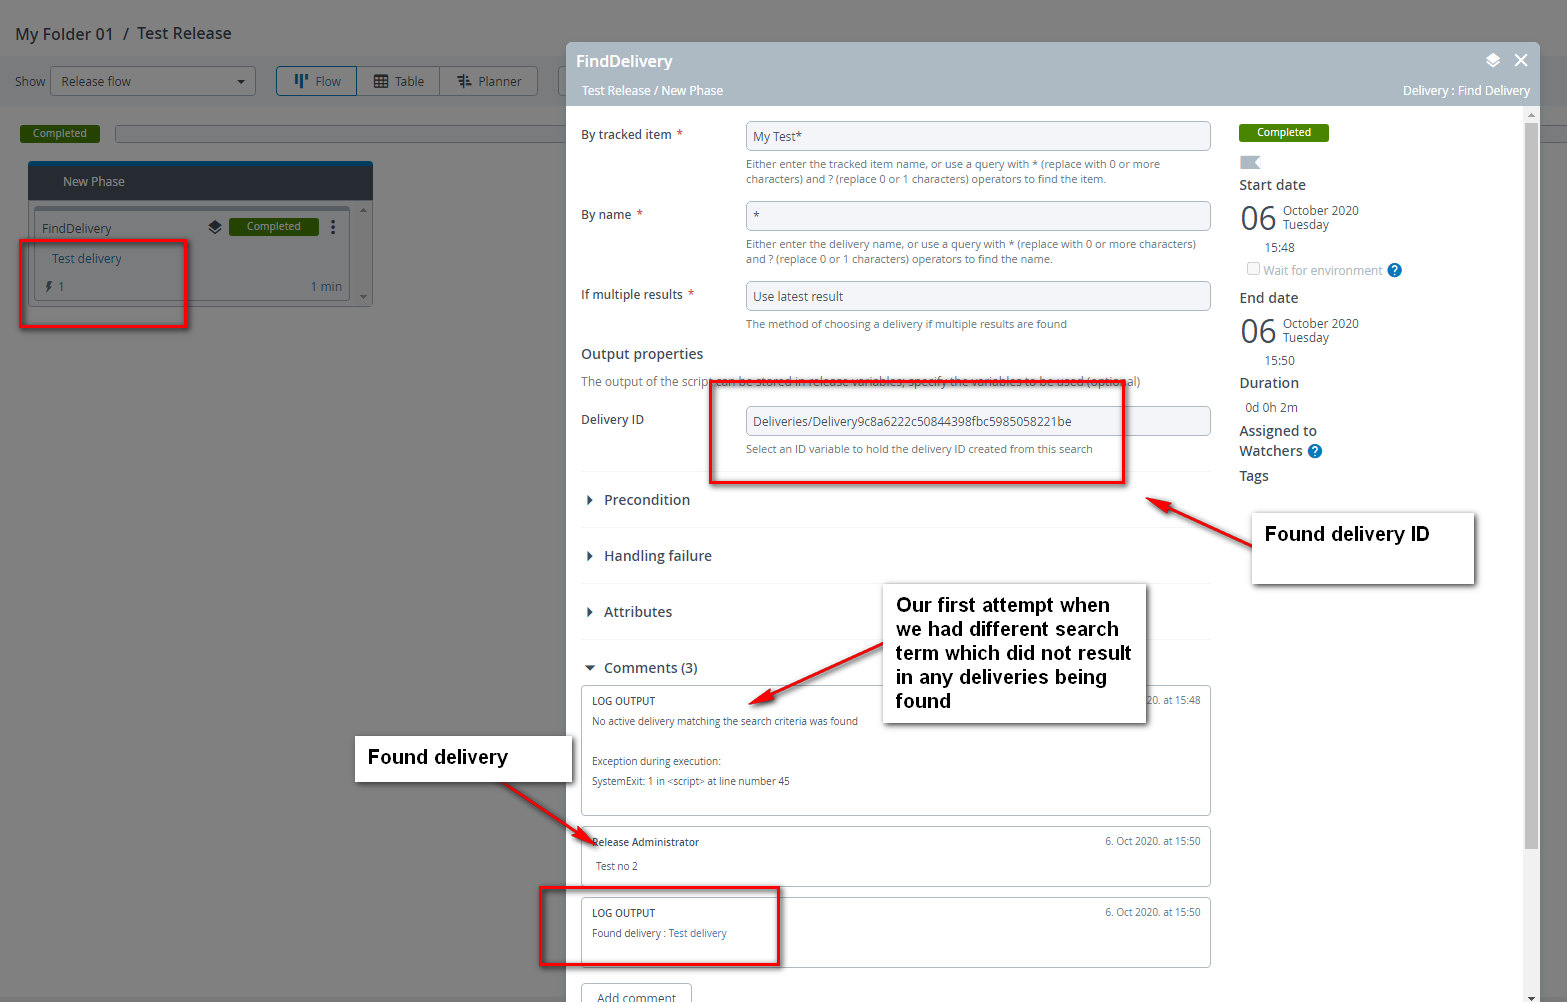 My Folder 01 / Test Release
Show
Release flow
Flow
Table
Planner
Completed
New Phase
FindDelivery
Completed
Test delivery
1
1 min
FindDelivery
Test Release / New Phase
Delivery : Find Delivery
By tracked item *
My Test*
Either enter the tracked item name, or use a query with * (replace with 0 or more
characters) and ? (replace 0 or 1 characters) operators to find the item.
By name *
*
Either enter the delivery name, or use a query with * (replace with 0 or more characters)
and ? (replace 0 or 1 characters) operators to find the name.
If multiple results *
Use latest result
The method of choosing a delivery if multiple results are found
Output properties
The output of the script can be stored in release variables; specify the variables to be used (optional)
Delivery ID
Deliveries/Delivery9c8a6222c50844398fbc5985058221be
Select an ID variable to hold the delivery ID created from this search
Precondition
Handling failure
Attributes
Comments (3)
LOG OUTPUT
20. at 15:48
No active delivery matching the search criteria was found
Exception during execution:
SystemExit: 1 in <script> at line number 45
Release Administrator
6. Oct 2020. at 15:50
Test no 2
LOG OUTPUT
6. Oct 2020. at 15:50
Found delivery : Test delivery
Add comment
Completed
Start date
06
October 2020
Tuesday
15:48
Wait for environment ?
End date
06
October 2020
Tuesday
15:50
Duration
0d 0h 2m
Assigned to
Watchers ?
Tags
Found delivery ID
Our first attempt when
we had different search
term which did not result
in any deliveries being
found
Found delivery